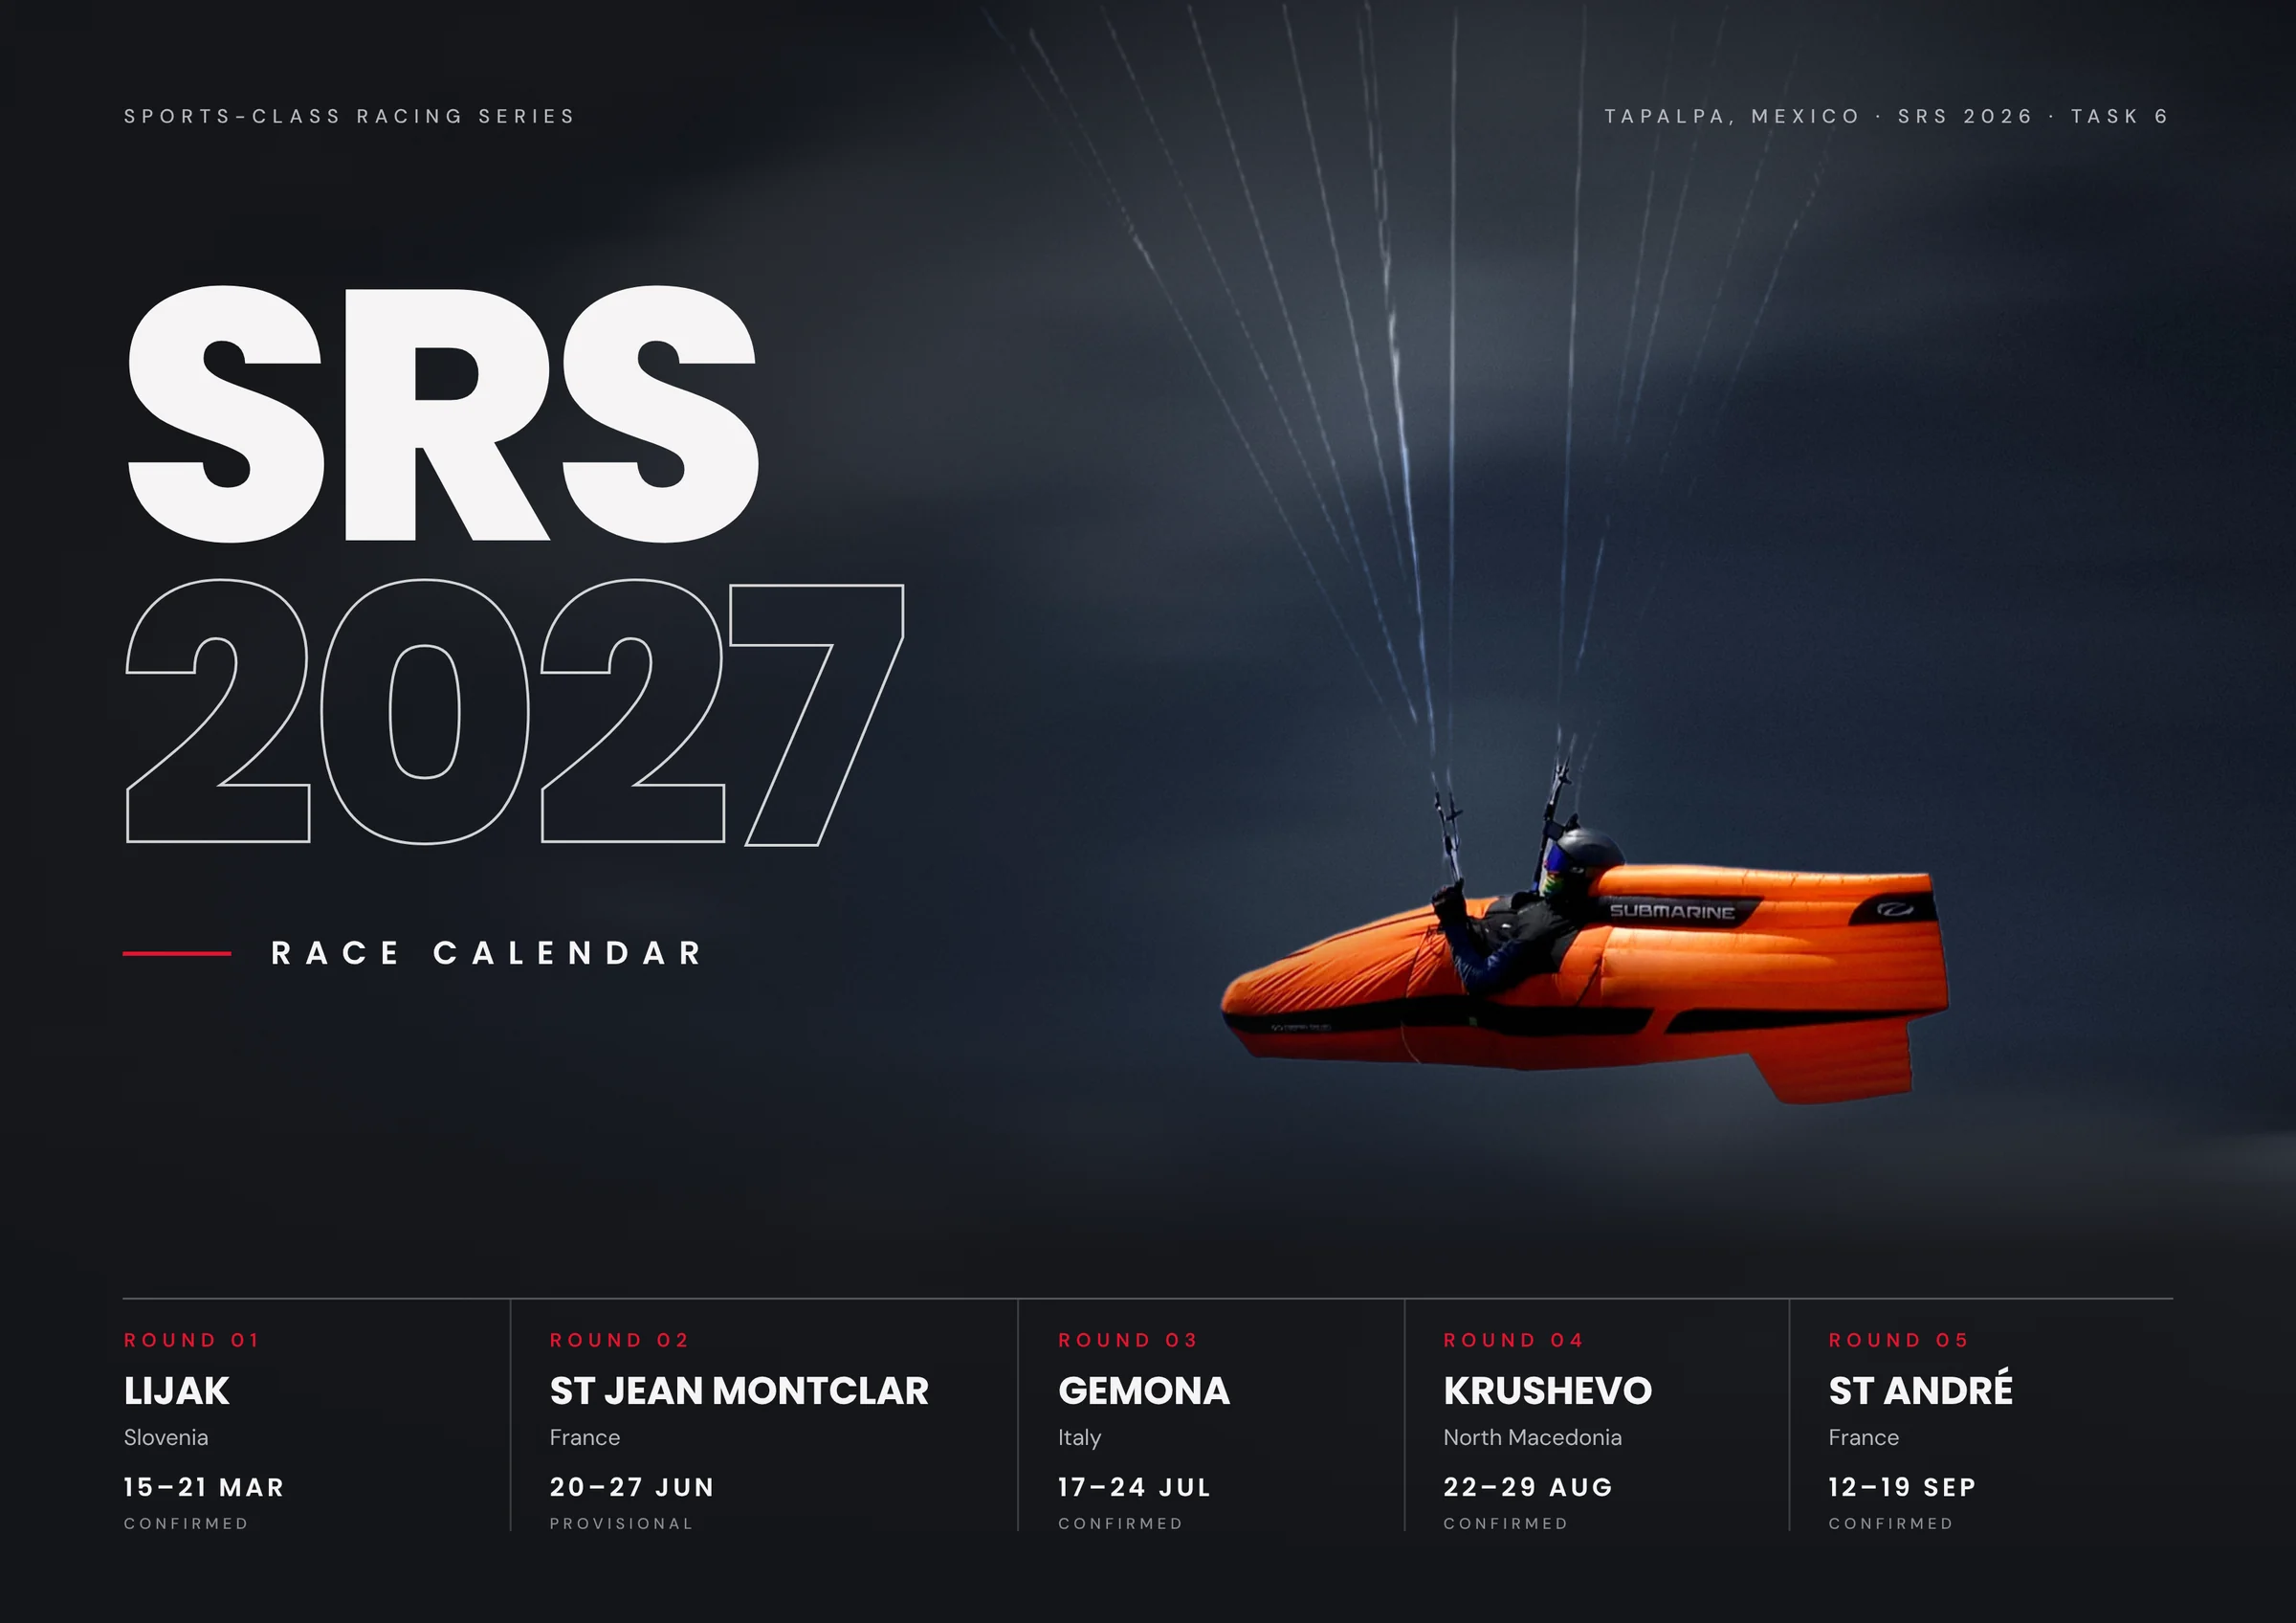 SPORTS-CLASS RACING SERIES
TAPALPA, MEXICO · SRS 2026 · TASK 6
SRS
2027
RACE CALENDAR
SUBMARINE
ROUND 01
LIJAK
Slovenia
15–21 MAR
CONFIRMED
ROUND 02
ST JEAN MONTCLAR
France
20–27 JUN
PROVISIONAL
ROUND 03
GEMONA
Italy
17–24 JUL
CONFIRMED
ROUND 04
KRUSHEVO
North Macedonia
22–29 AUG
CONFIRMED
ROUND 05
ST ANDRÉ
France
12–19 SEP
CONFIRMED